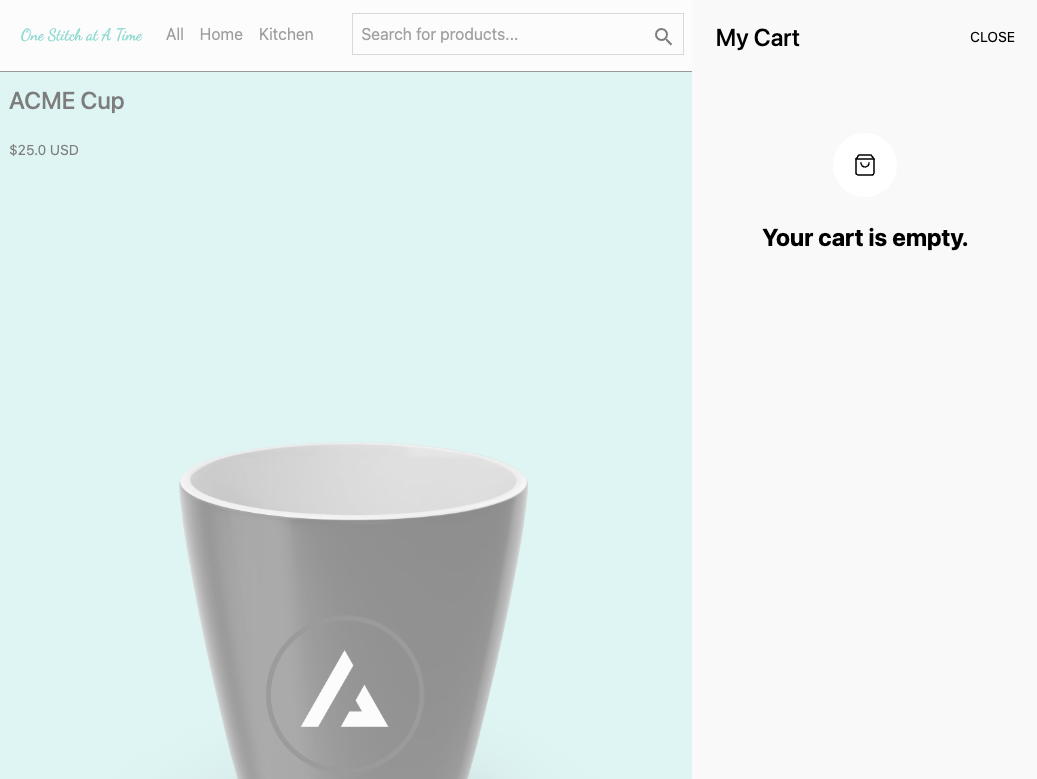 One Stitch at A Time
All
Home
Kitchen
Search for products...
My Cart
CLOSE
ACME Cup
$25.0 USD
Your cart is empty.